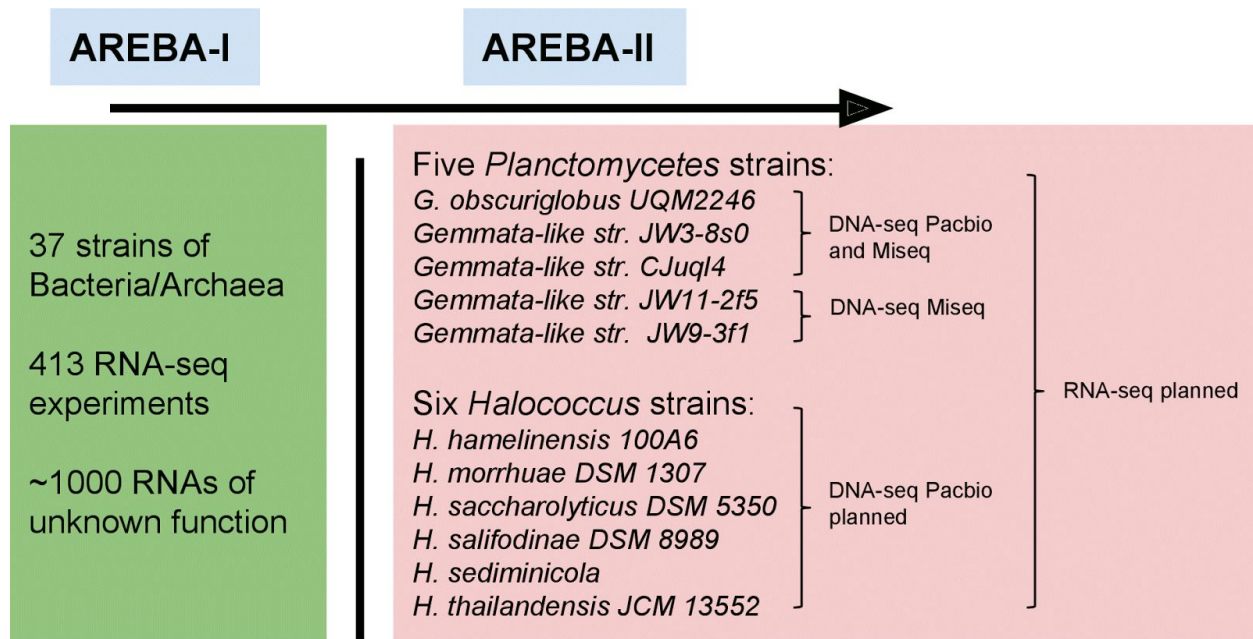 AREBA-I
AREBA-II
37 strains of
Bacteria/Archaea
413 RNA-seq
experiments
~1000 RNAs of
unknown function
Five Planctomycetes strains:
G. obscuriglobus UQM2246
Gemmata-like str. JW3-8s0
Gemmata-like str. CJuql4
Gemmata-like str. JW11-2f5
Gemmata-like str. JW9-3f1
DNA-seq Pacbio
and Miseq
DNA-seq Miseq
Six Halococcus strains:
H. hamelinensis 100A6
H. morrhuae DSM 1307
H. saccharolyticus DSM 5350
H. salifodinae DSM 8989
H. sediminicola
H. thailandensis JCM 13552
DNA-seq Pacbio
planned
RNA-seq planned